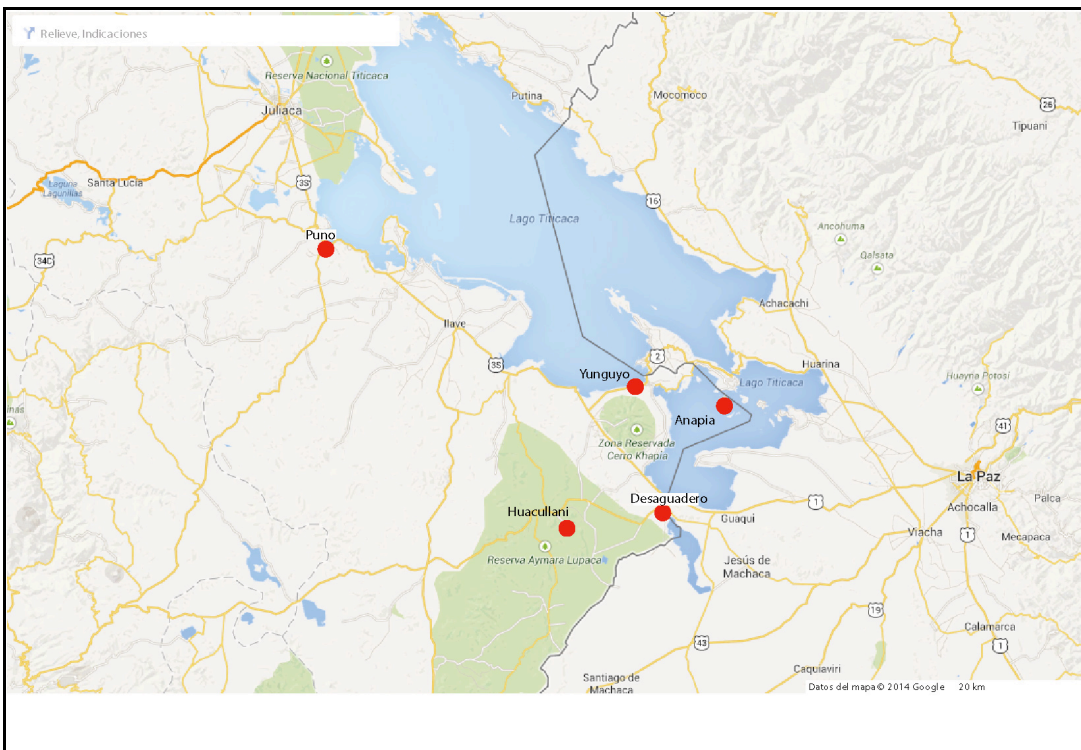 Relieve, Indicaciones
Reserva Nacional Titicaca
Juliaca
Putina
Mocomoco
26
Tipuani
Laguna
Lagunillas
Santa Lucía
3S
16
Lago Titicaca
Ancohuma
Qalsata
Puno
34C
Achacachi
Ilave
3S
2
Huarina
Yunguyo
Lago Titicaca
Huayna Potosi
Anapia
inas
41
Zona Reservada
Cerro Khapia
La Paz
Desaguadero
Palca
Huacullani
1
Achocalla
Guaqui
Viacha
1
Mecapaca
Reserva Aymara Lupaca
Jesús de
Machaca
19
Calamarca
43
1
Caquiaviri
Santiago de
Machaca
Datos del mapa © 2014 Google 20 km